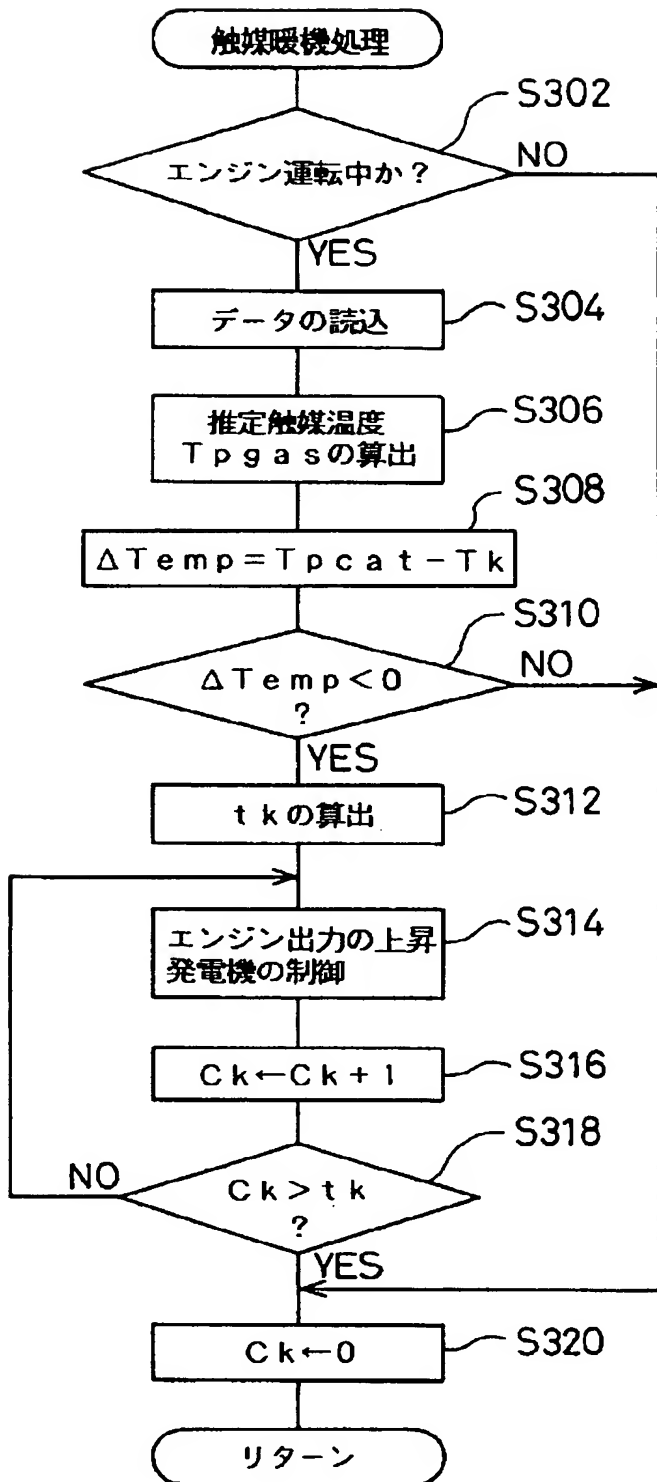 触媒暖機処理
S302
エンジン運転中か？
NO
YES
S304
データの読込
S306
推定触媒温度
Ｔｐｇａｓの算出
S308
ΔＴｅｍｐ＝Ｔｐｃａｔ－Ｔｋ
S310
ΔＴｅｍｐ＜０
？
NO
YES
S312
ｔｋの算出
S314
エンジン出力の上昇
発電機の制御
S316
Ｃｋ←Ｃｋ＋１
S318
NO
Ｃｋ＞ｔｋ
？
YES
S320
Ｃｋ←０
リターン